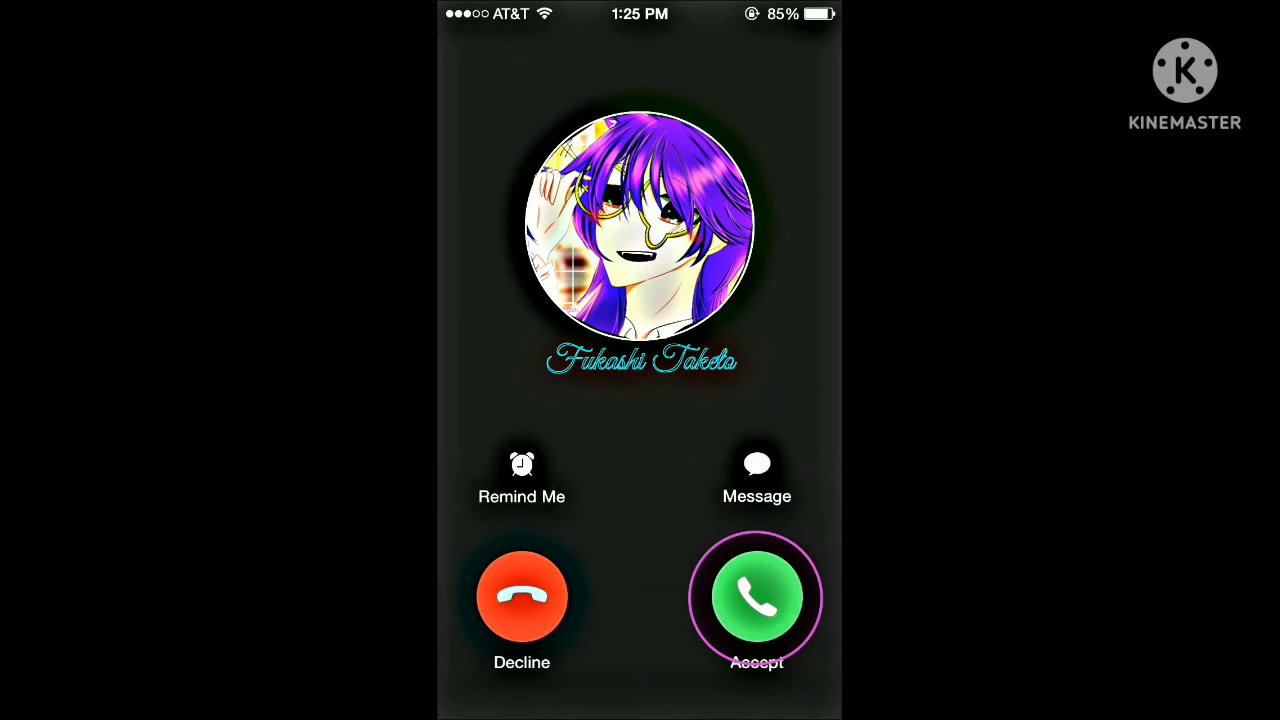 AT&T 1:25 PM 85%
K
KINEMASTER
Fukashi Taketo
Remind Me Message
Decline Accept